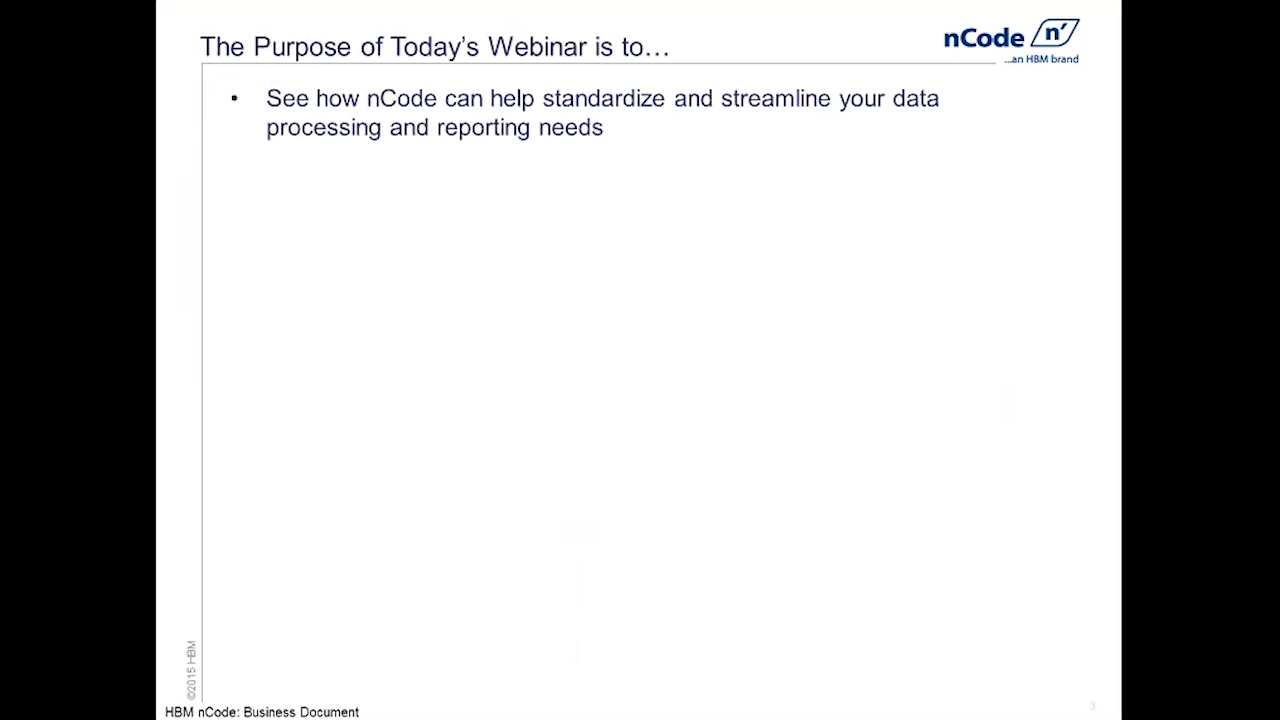 The Purpose of Today's Webinar is to…
nCode n'
...an HBM brand
• See how nCode can help standardize and streamline your data
processing and reporting needs
©2015 HBM
HBM nCode: Business Document
3